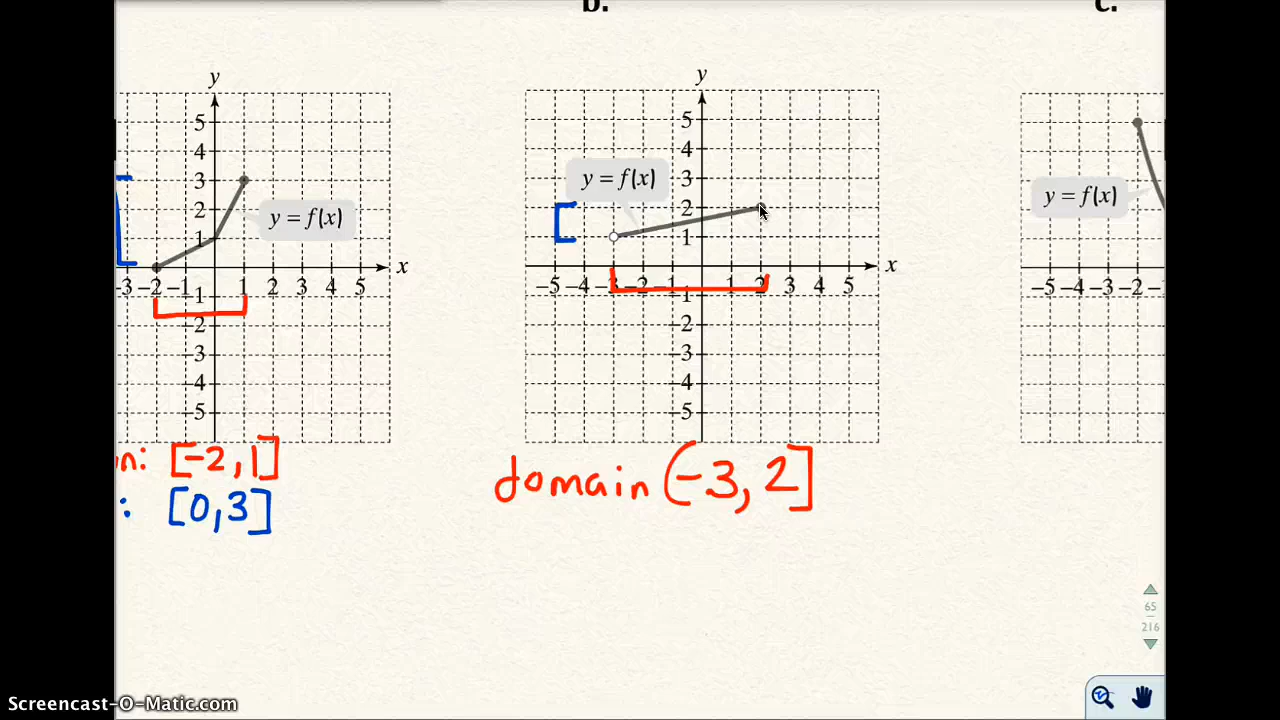 b.
c.
y
5
4
3
2
1
-3 -2 -1 1 2 3 4 5 x
-1
-2
-3
-4
-5
y = f(x)
n: [-2,1]
: [0,3]
y
5
4
3
2
1
-5 -4 -3 -2 -1 1 2 3 4 5 x
-1
-2
-3
-4
-5
y = f(x)
domain (-3, 2]
y = f(x)
-5 -4 -3 -2
65
216
Screencast-O-Matic.com